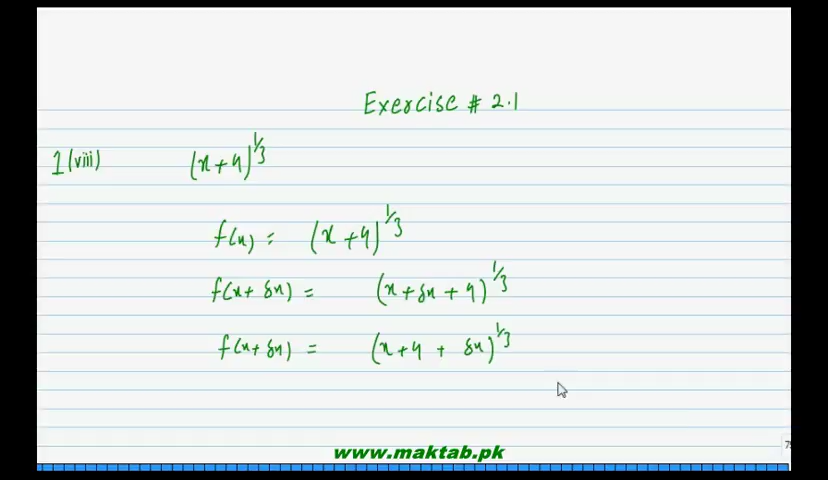 Exercise # 2.1
1(viii) (x+4)^1/3
f(x) = (x+4)^1/3
f(x+δx) = (x+δx+4)^1/3
f(x+δx) = (x+4 + δx)^1/3
www.maktab.pk